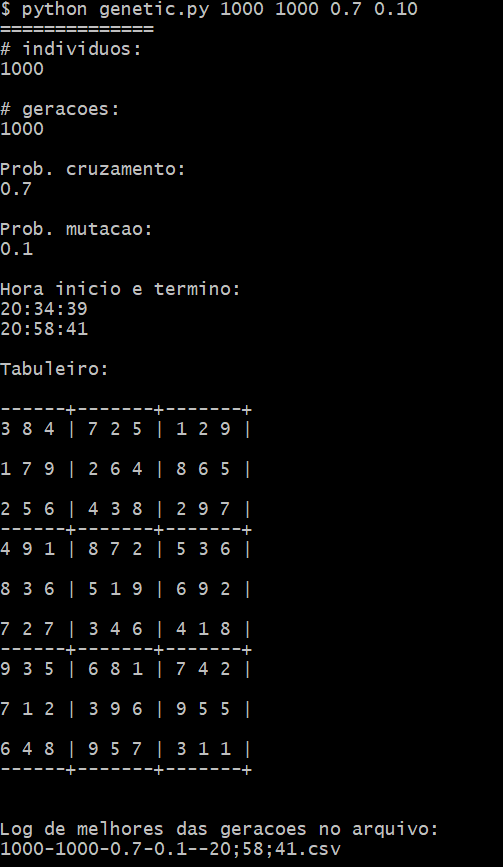 $ python genetic.py 1000 1000 0.7 0.10
==============
# individuos:
1000
# geracoes:
1000
Prob. cruzamento:
0.7
Prob. mutacao:
0.1
Hora inicio e termino:
20:34:39
20:58:41
Tabuleiro:
------+-------+-------+
3 8 4 | 7 2 5 | 1 2 9 |
1 7 9 | 2 6 4 | 8 6 5 |
2 5 6 | 4 3 8 | 2 9 7 |
------+-------+-------+
4 9 1 | 8 7 2 | 5 3 6 |
8 3 6 | 5 1 9 | 6 9 2 |
7 2 7 | 3 4 6 | 4 1 8 |
------+-------+-------+
9 3 5 | 6 8 1 | 7 4 2 |
7 1 2 | 3 9 6 | 9 5 5 |
6 4 8 | 9 5 7 | 3 1 1 |
------+-------+-------+
Log de melhores das geracoes no arquivo:
1000-1000-0.7-0.1--20;58;41.csv